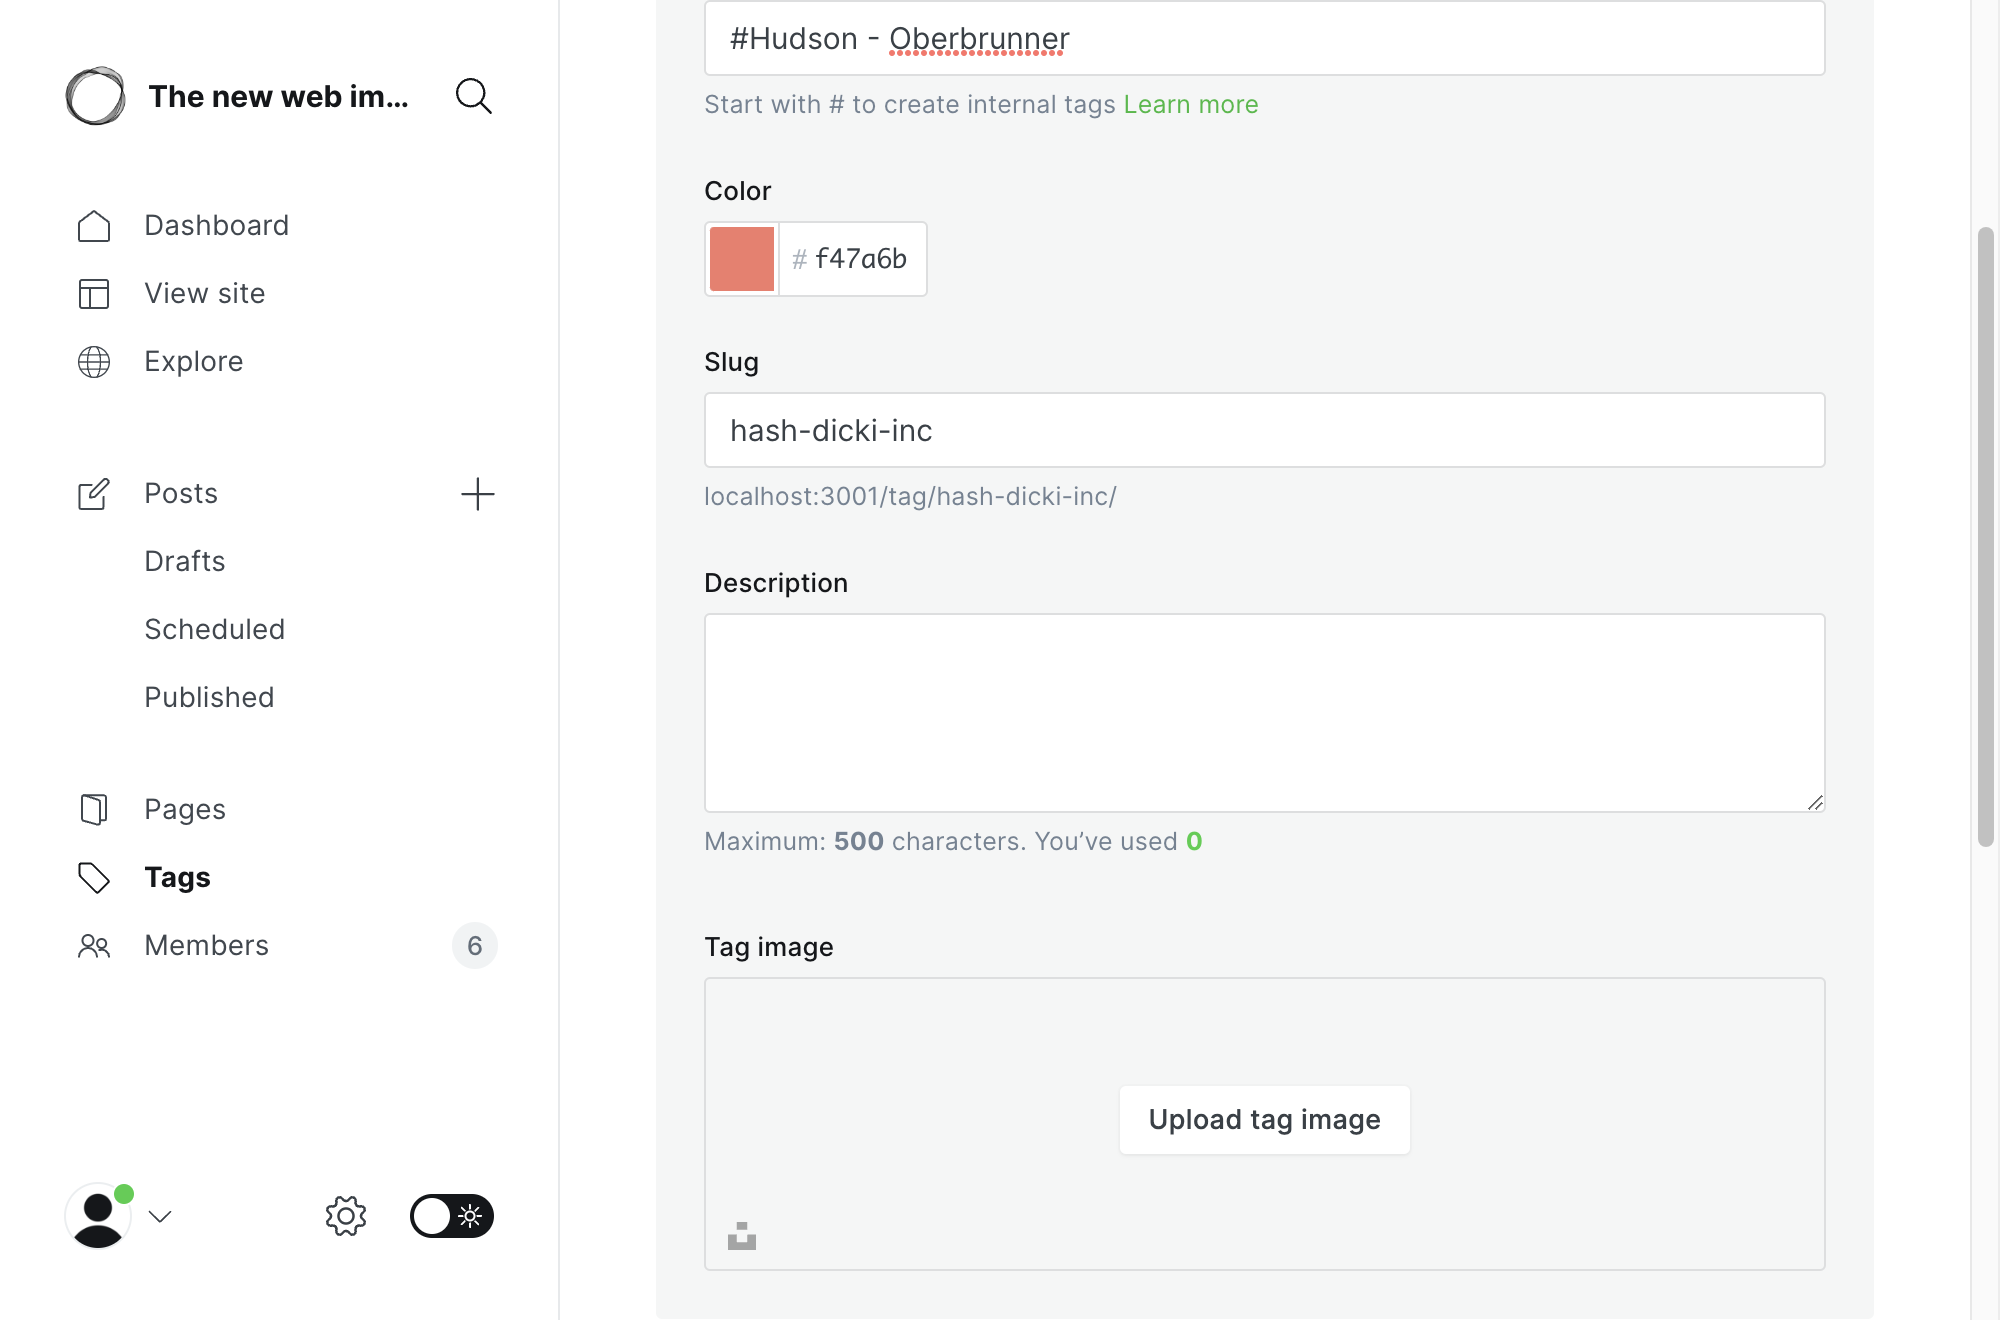 The new web im...
Dashboard
View site
Explore
Posts
Drafts
Scheduled
Published
Pages
Tags
Members 6
#Hudson - Oberbrunner
Start with # to create internal tags Learn more
Color
# f47a6b
Slug
hash-dicki-inc
localhost:3001/tag/hash-dicki-inc/
Description
Maximum: 500 characters. You’ve used 0
Tag image
Upload tag image